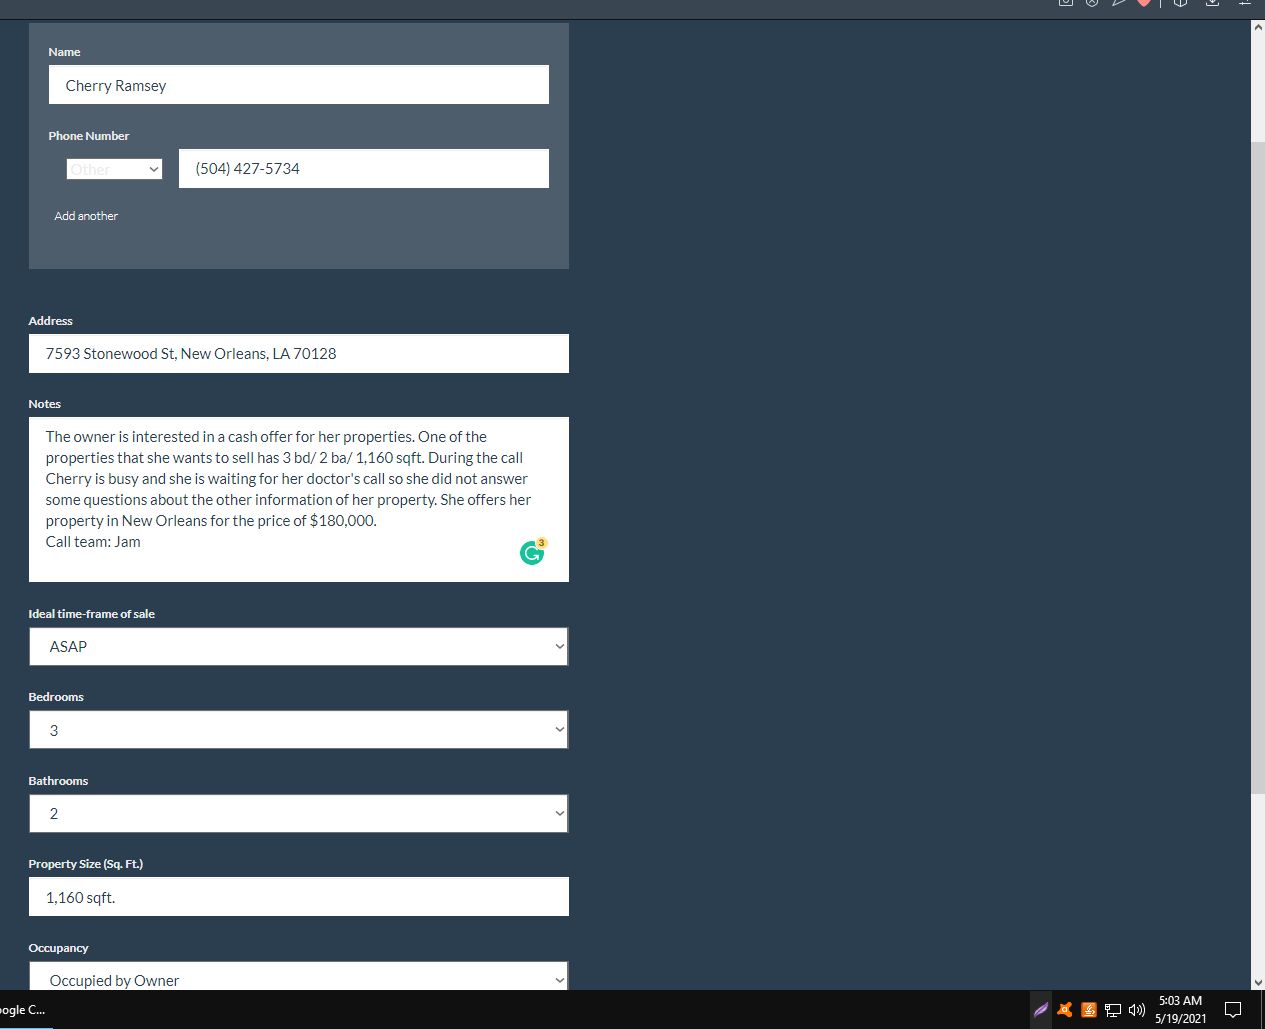 Name
Cherry Ramsey
Phone Number
Other
(504) 427-5734
Add another
Address
7593 Stonewood St, New Orleans, LA 70128
Notes
The owner is interested in a cash offer for her properties. One of the
properties that she wants to sell has 3 bd/ 2 ba/ 1,160 sqft. During the call
Cherry is busy and she is waiting for her doctor's call so she did not answer
some questions about the other information of her property. She offers her
property in New Orleans for the price of $180,000.
Call team: Jam
3
Ideal time-frame of sale
ASAP
Bedrooms
3
Bathrooms
2
Property Size (Sq. Ft.)
1,160 sqft.
Occupancy
Occupied by Owner
ogle C...
5:03 AM
5/19/2021